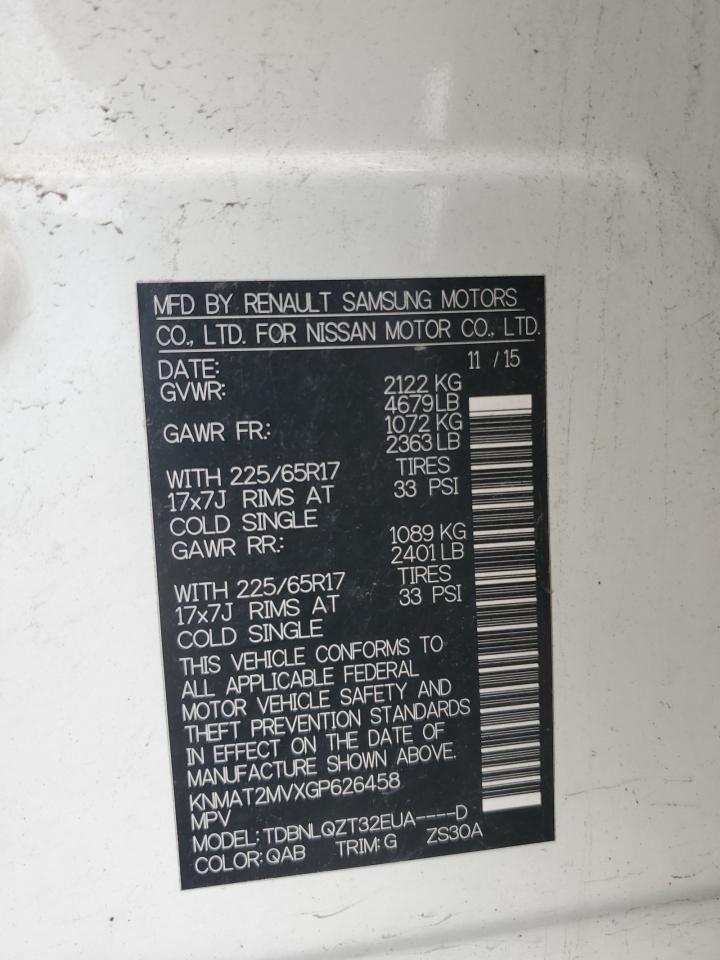 MFD BY RENAULT SAMSUNG MOTORS
CO., LTD. FOR NISSAN MOTOR CO., LTD.
DATE: 11 / 15
GVWR: 2122 KG
4679 LB
GAWR FR.: 1072 KG
2363 LB
WITH 225/65R17 TIRES
17x7J RIMS AT 33 PSI
COLD SINGLE
GAWR RR.: 1089 KG
2401 LB
WITH 225/65R17 TIRES
17x7J RIMS AT 33 PSI
COLD SINGLE
THIS VEHICLE CONFORMS TO
ALL APPLICABLE FEDERAL
MOTOR VEHICLE SAFETY AND
THEFT PREVENTION STANDARDS
IN EFFECT ON THE DATE OF
MANUFACTURE SHOWN ABOVE.
KNMAT2MVXGP626458
MPV
MODEL: TDBNLQZT32EUA----D
COLOR: QAB TRIM: G ZS30A